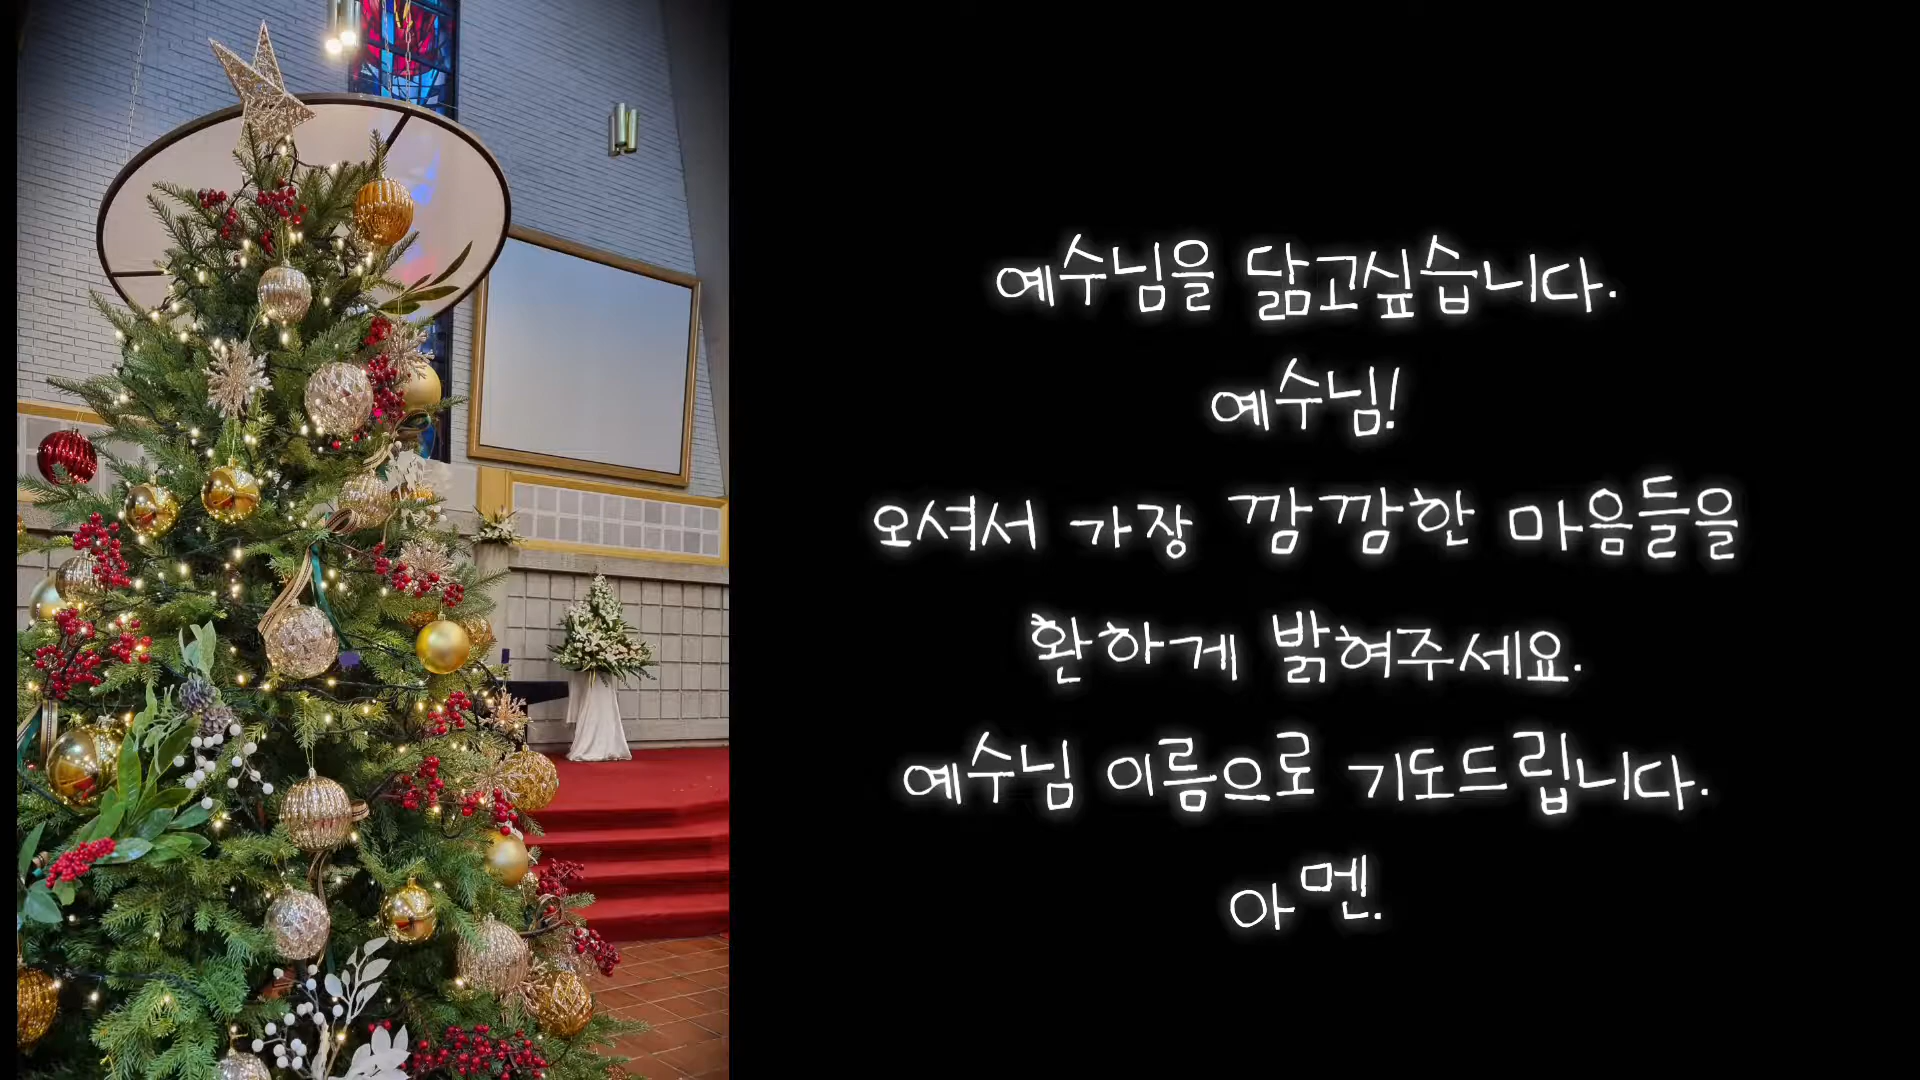 예수님을 닮고싶습니다.
예수님!
오셔서 가장 깜깜한 마음들을
환하게 밝혀주세요.
예수님 이름으로 기도드립니다.
아멘.